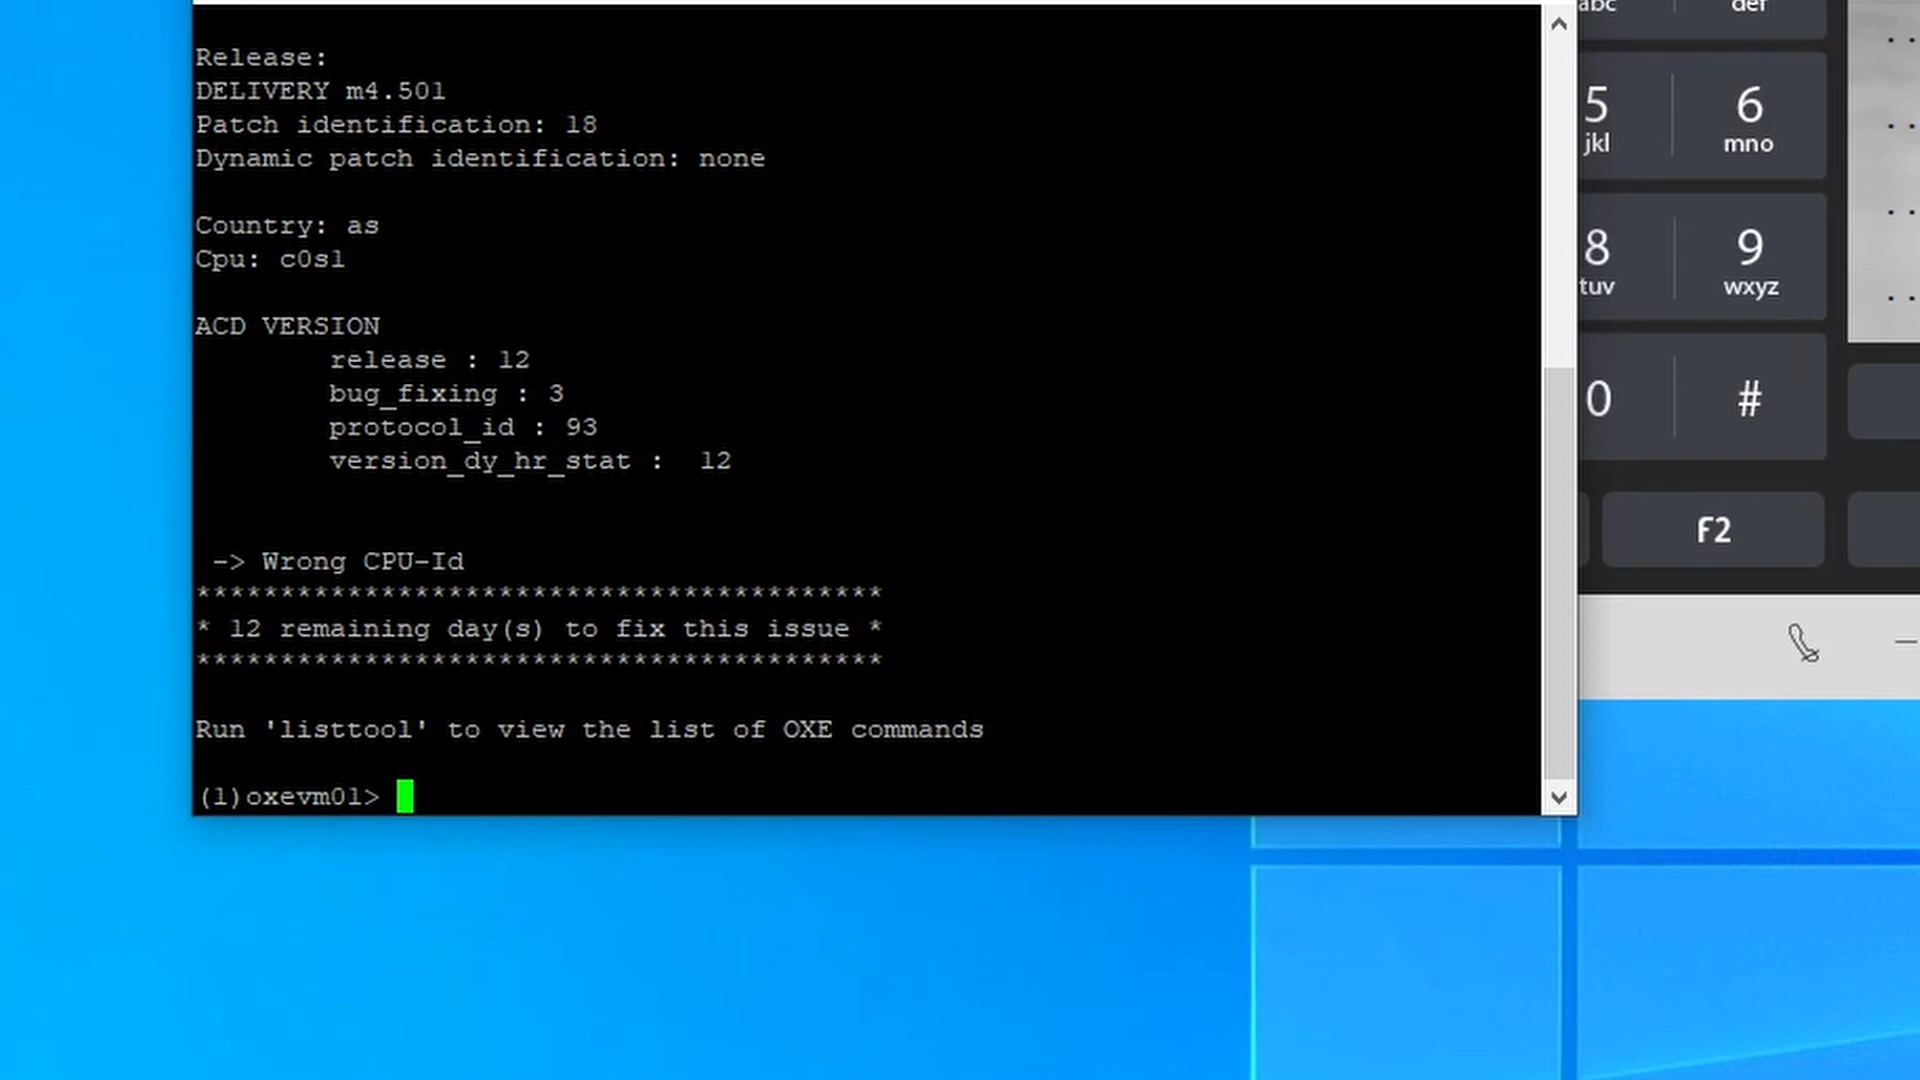 Release:
DELIVERY m4.501
Patch identification: 18
Dynamic patch identification: none
Country: as
Cpu: c0s1
ACD VERSION
release : 12
bug_fixing : 3
protocol_id : 93
version_dy_hr_stat :  12
-> Wrong CPU-Id
*****************************************
* 12 remaining day(s) to fix this issue *
*****************************************
Run 'listtool' to view the list of OXE commands
(1)oxevm01>
abc
def
5
jkl
6
mno
8
tuv
9
wxyz
0
#
F2